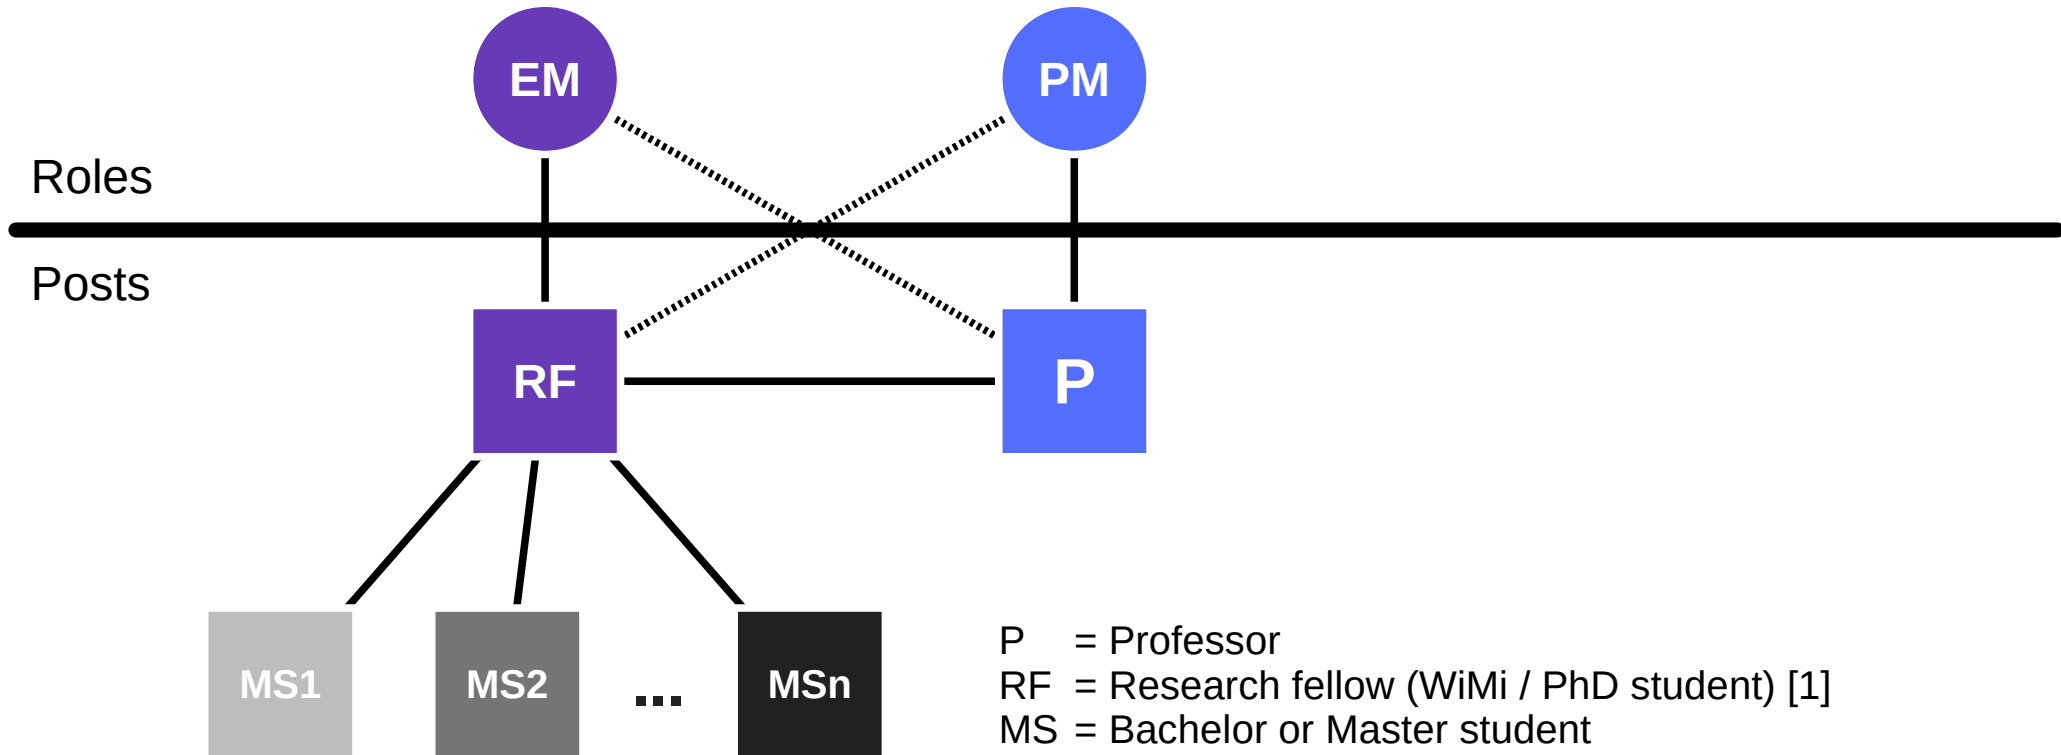 EM
PM
Roles
Posts
RF
P
MS1
MS2
...
MSn
P = Professor
RF = Research fellow (WiMi / PhD student) [1]
MS = Bachelor or Master student